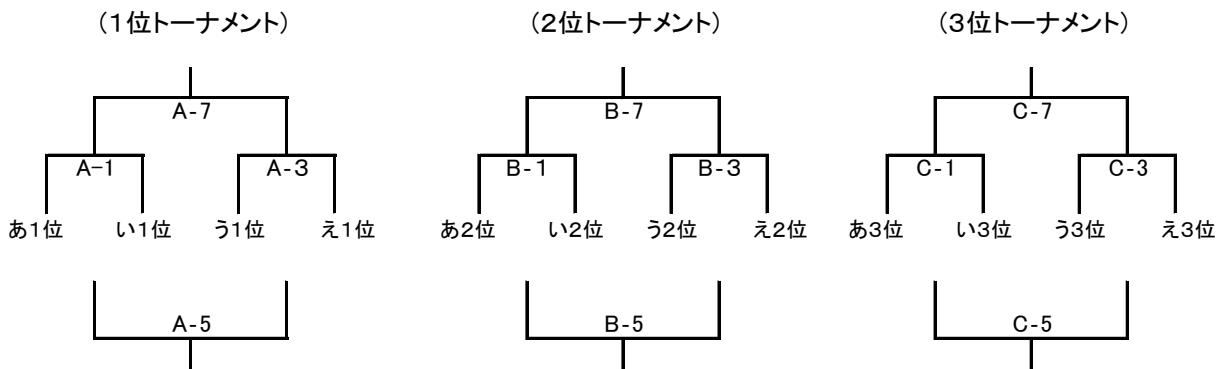 (1位トーナメント) (2位トーナメント) (3位トーナメント)
A-7 B-7 C-7
A-1 A-3 B-1 B-3 C-1 C-3
あ1位 い1位 う1位 え1位 あ2位 い2位 う2位 え2位 あ3位 い3位 う3位 え3位
A-5 B-5 C-5